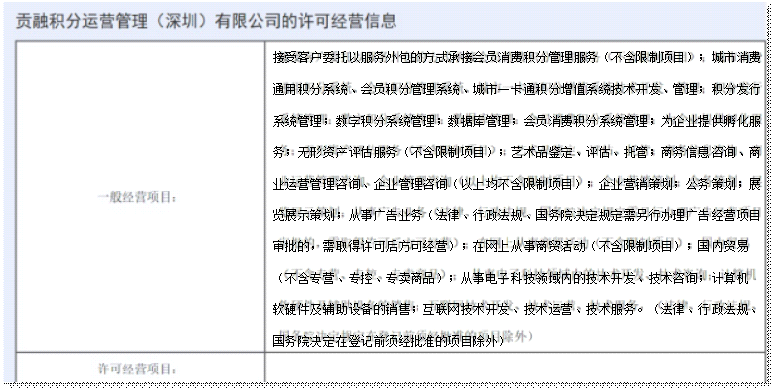 贡融积分运营管理（深圳）有限公司的许可经营信息
一般经营项目：
接受客户委托以服务外包的方式承接会员消费积分管理服务（不含限制项目）；城市消费
通用积分系统、会员积分管理系统、城市一卡通积分增值系统技术开发、管理；积分发行
系统管理；数字积分系统管理；数据库管理；会员消费积分系统管理；为企业提供孵化服
务；无形资产评估服务（不含限制项目）；艺术品鉴定、评估、托管；商务信息咨询、商
业运营管理咨询、企业管理咨询（以上均不含限制项目）；企业营销策划；公务策划；展
览展示策划；从事广告业务（法律、行政法规、国务院决定规定需另行办理广告经营项目
审批的，需取得许可后方可经营）；在网上从事商贸活动（不含限制项目）；国内贸易
（不含专营、专控、专卖商品）；从事电子科技领域内的技术开发、技术咨询；计算机
软硬件及辅助设备的销售；互联网技术开发、技术运营、技术服务。（法律、行政法规、
国务院决定在登记前须经批准的项目除外）
许可经营项目：